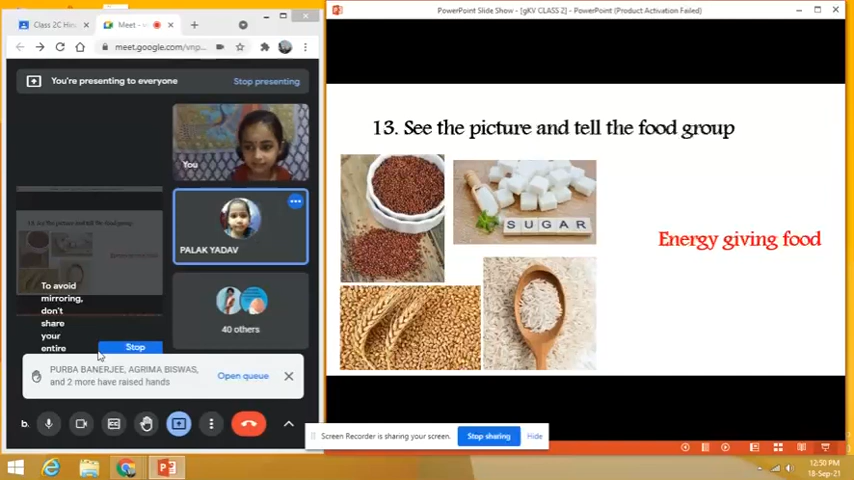 Class 2C Hin
Meet -
meet.google.com/vnp...
You're presenting to everyone
Stop presenting
You
PALAK YADAV
40 others
To avoid
mirroring,
don't
share
your
entire
Stop
PURBA BANERJEE, AGRIMA BISWAS,
and 2 more have raised hands
Open queue
b.
PowerPoint Slide Show - [gKV CLASS 2] - PowerPoint (Product Activation Failed)
13. See the picture and tell the food group
SUGAR
Energy giving food
Screen Recorder is sharing your screen.
Stop sharing
Hide
12:50 PM
18-Sep-21